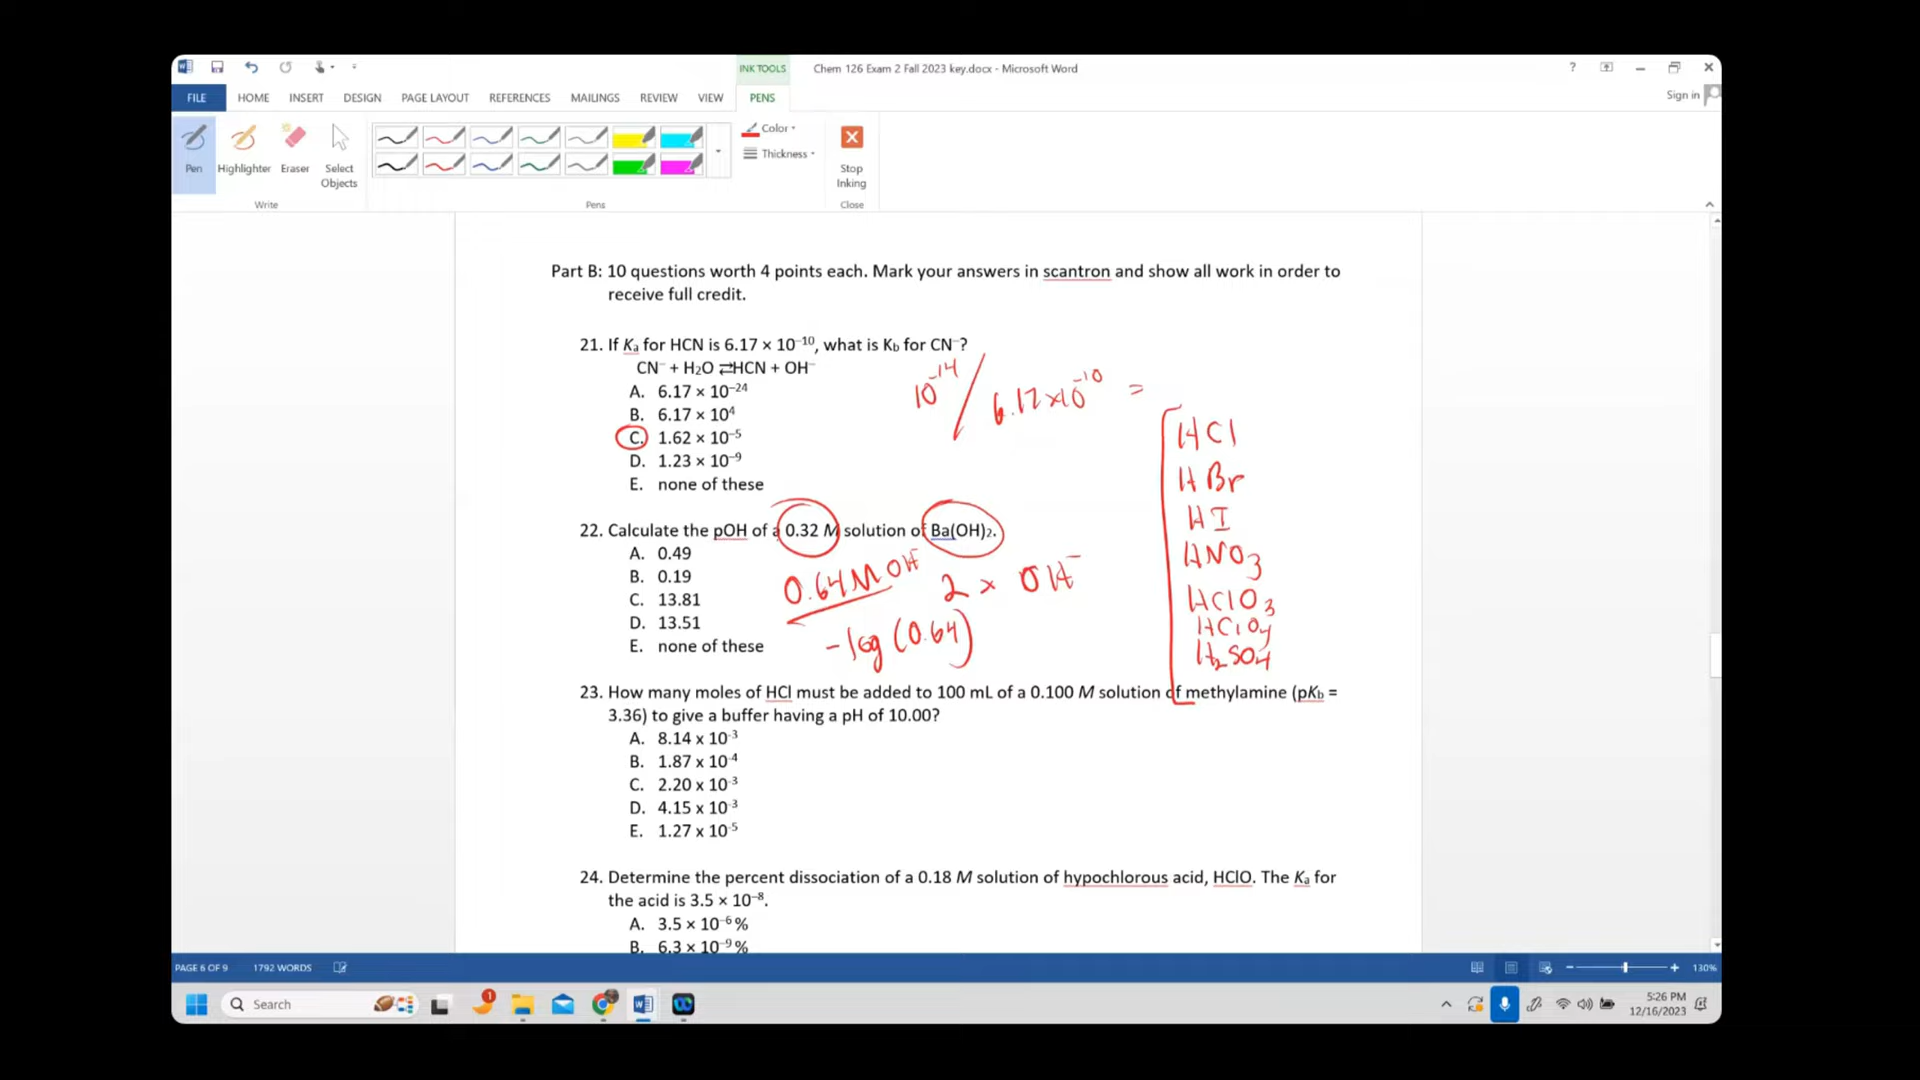 INK TOOLS
Chem 126 Exam 2 Fall 2023 key.docx - Microsoft Word
?
FILE HOME INSERT DESIGN PAGE LAYOUT REFERENCES MAILINGS REVIEW VIEW PENS
Sign in
Pen Highlighter Eraser Select Objects
Color
Thickness
Stop Inking
Write Pens Close
Part B: 10 questions worth 4 points each. Mark your answers in scantron and show all work in order to
receive full credit.
21. If Ka for HCN is 6.17 × 10⁻¹⁰, what is Kb for CN⁻?
CN⁻ + H₂O ⇄HCN + OH⁻
A. 6.17 × 10⁻²⁴
B. 6.17 × 10⁴
C. 1.62 × 10⁻⁵
D. 1.23 × 10⁻⁹
E. none of these
10⁻¹⁴ / 6.17×10⁻¹⁰ =
HCl
HBr
HI
HNO₃
HClO₃
HClO₄
H₂SO₄
22. Calculate the pOH of a 0.32 M solution of Ba(OH)₂.
A. 0.49
B. 0.19
C. 13.81
D. 13.51
E. none of these
0.64M OH⁻ 2 × OH⁻
-log(0.64)
23. How many moles of HCl must be added to 100 mL of a 0.100 M solution of methylamine (pKb =
3.36) to give a buffer having a pH of 10.00?
A. 8.14 x 10⁻³
B. 1.87 x 10⁻⁴
C. 2.20 x 10⁻³
D. 4.15 x 10⁻³
E. 1.27 x 10⁻⁵
24. Determine the percent dissociation of a 0.18 M solution of hypochlorous acid, HClO. The Ka for
the acid is 3.5 × 10⁻⁸.
A. 3.5 × 10⁻⁶%
B. 6.3 × 10⁻⁹%
PAGE 6 OF 9 1792 WORDS
130%
Search
1
5:26 PM
12/16/2023